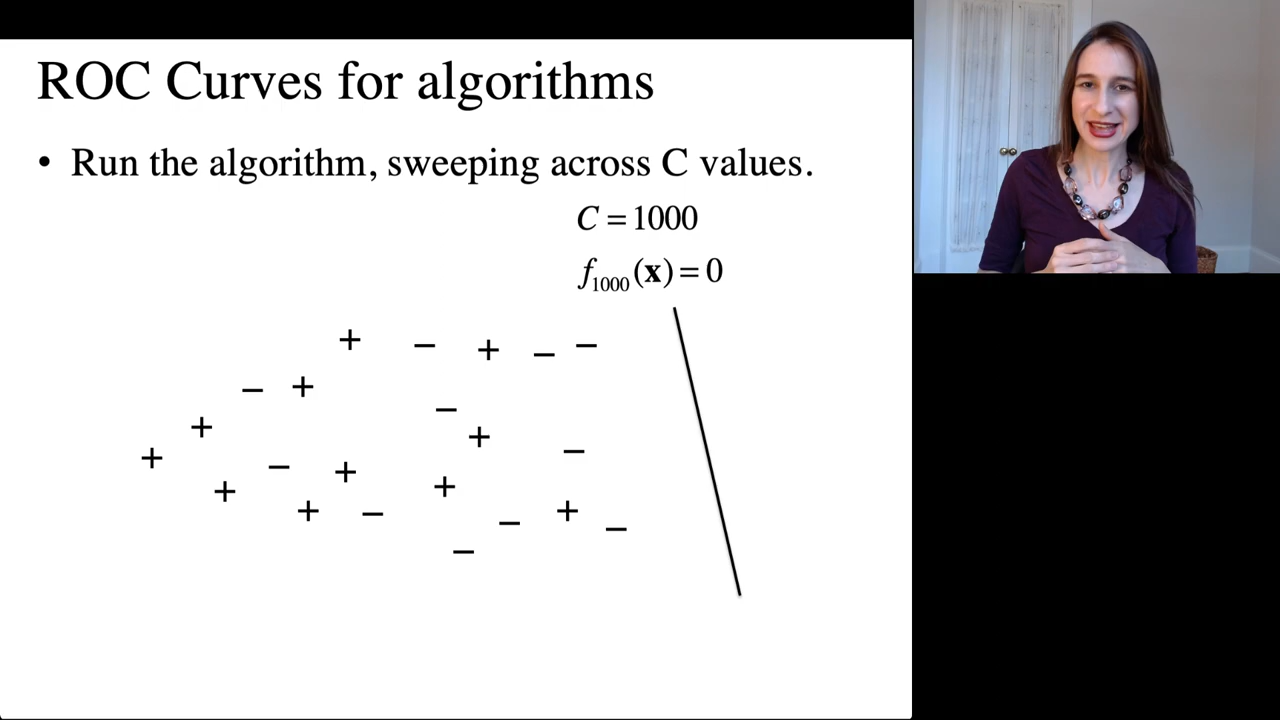 ROC Curves for algorithms
• Run the algorithm, sweeping across C values.
C = 1000
f₁₀₀₀(x) = 0
+ − + − −
− +
−
+ +
+ −
− +
+ +
+ − +
− −
−